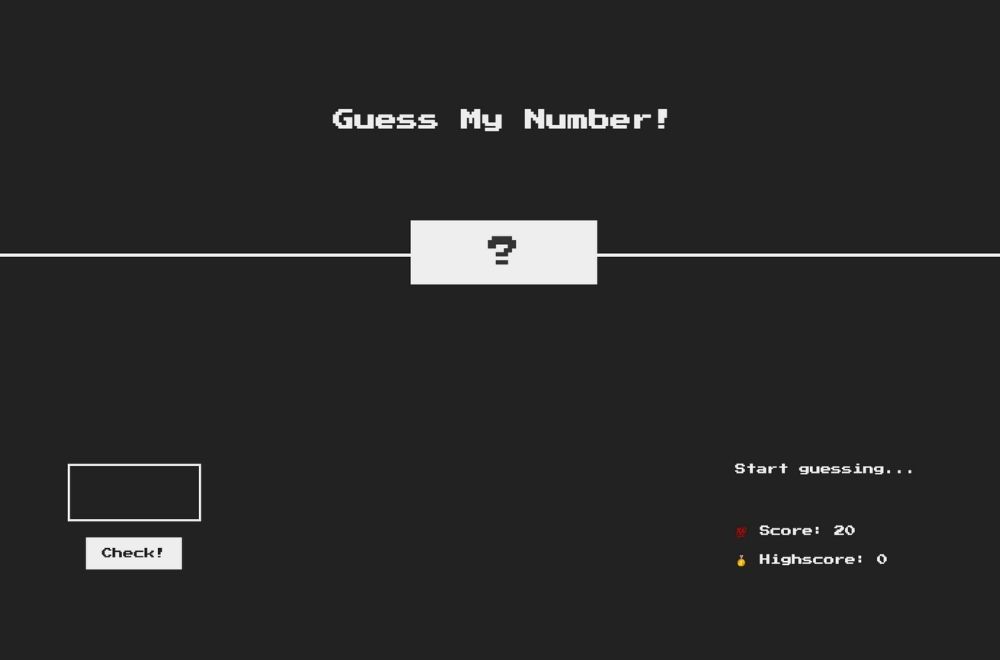 Guess My Number!
?
Check!
Start guessing...
💯 Score: 20
🥇 Highscore: 0